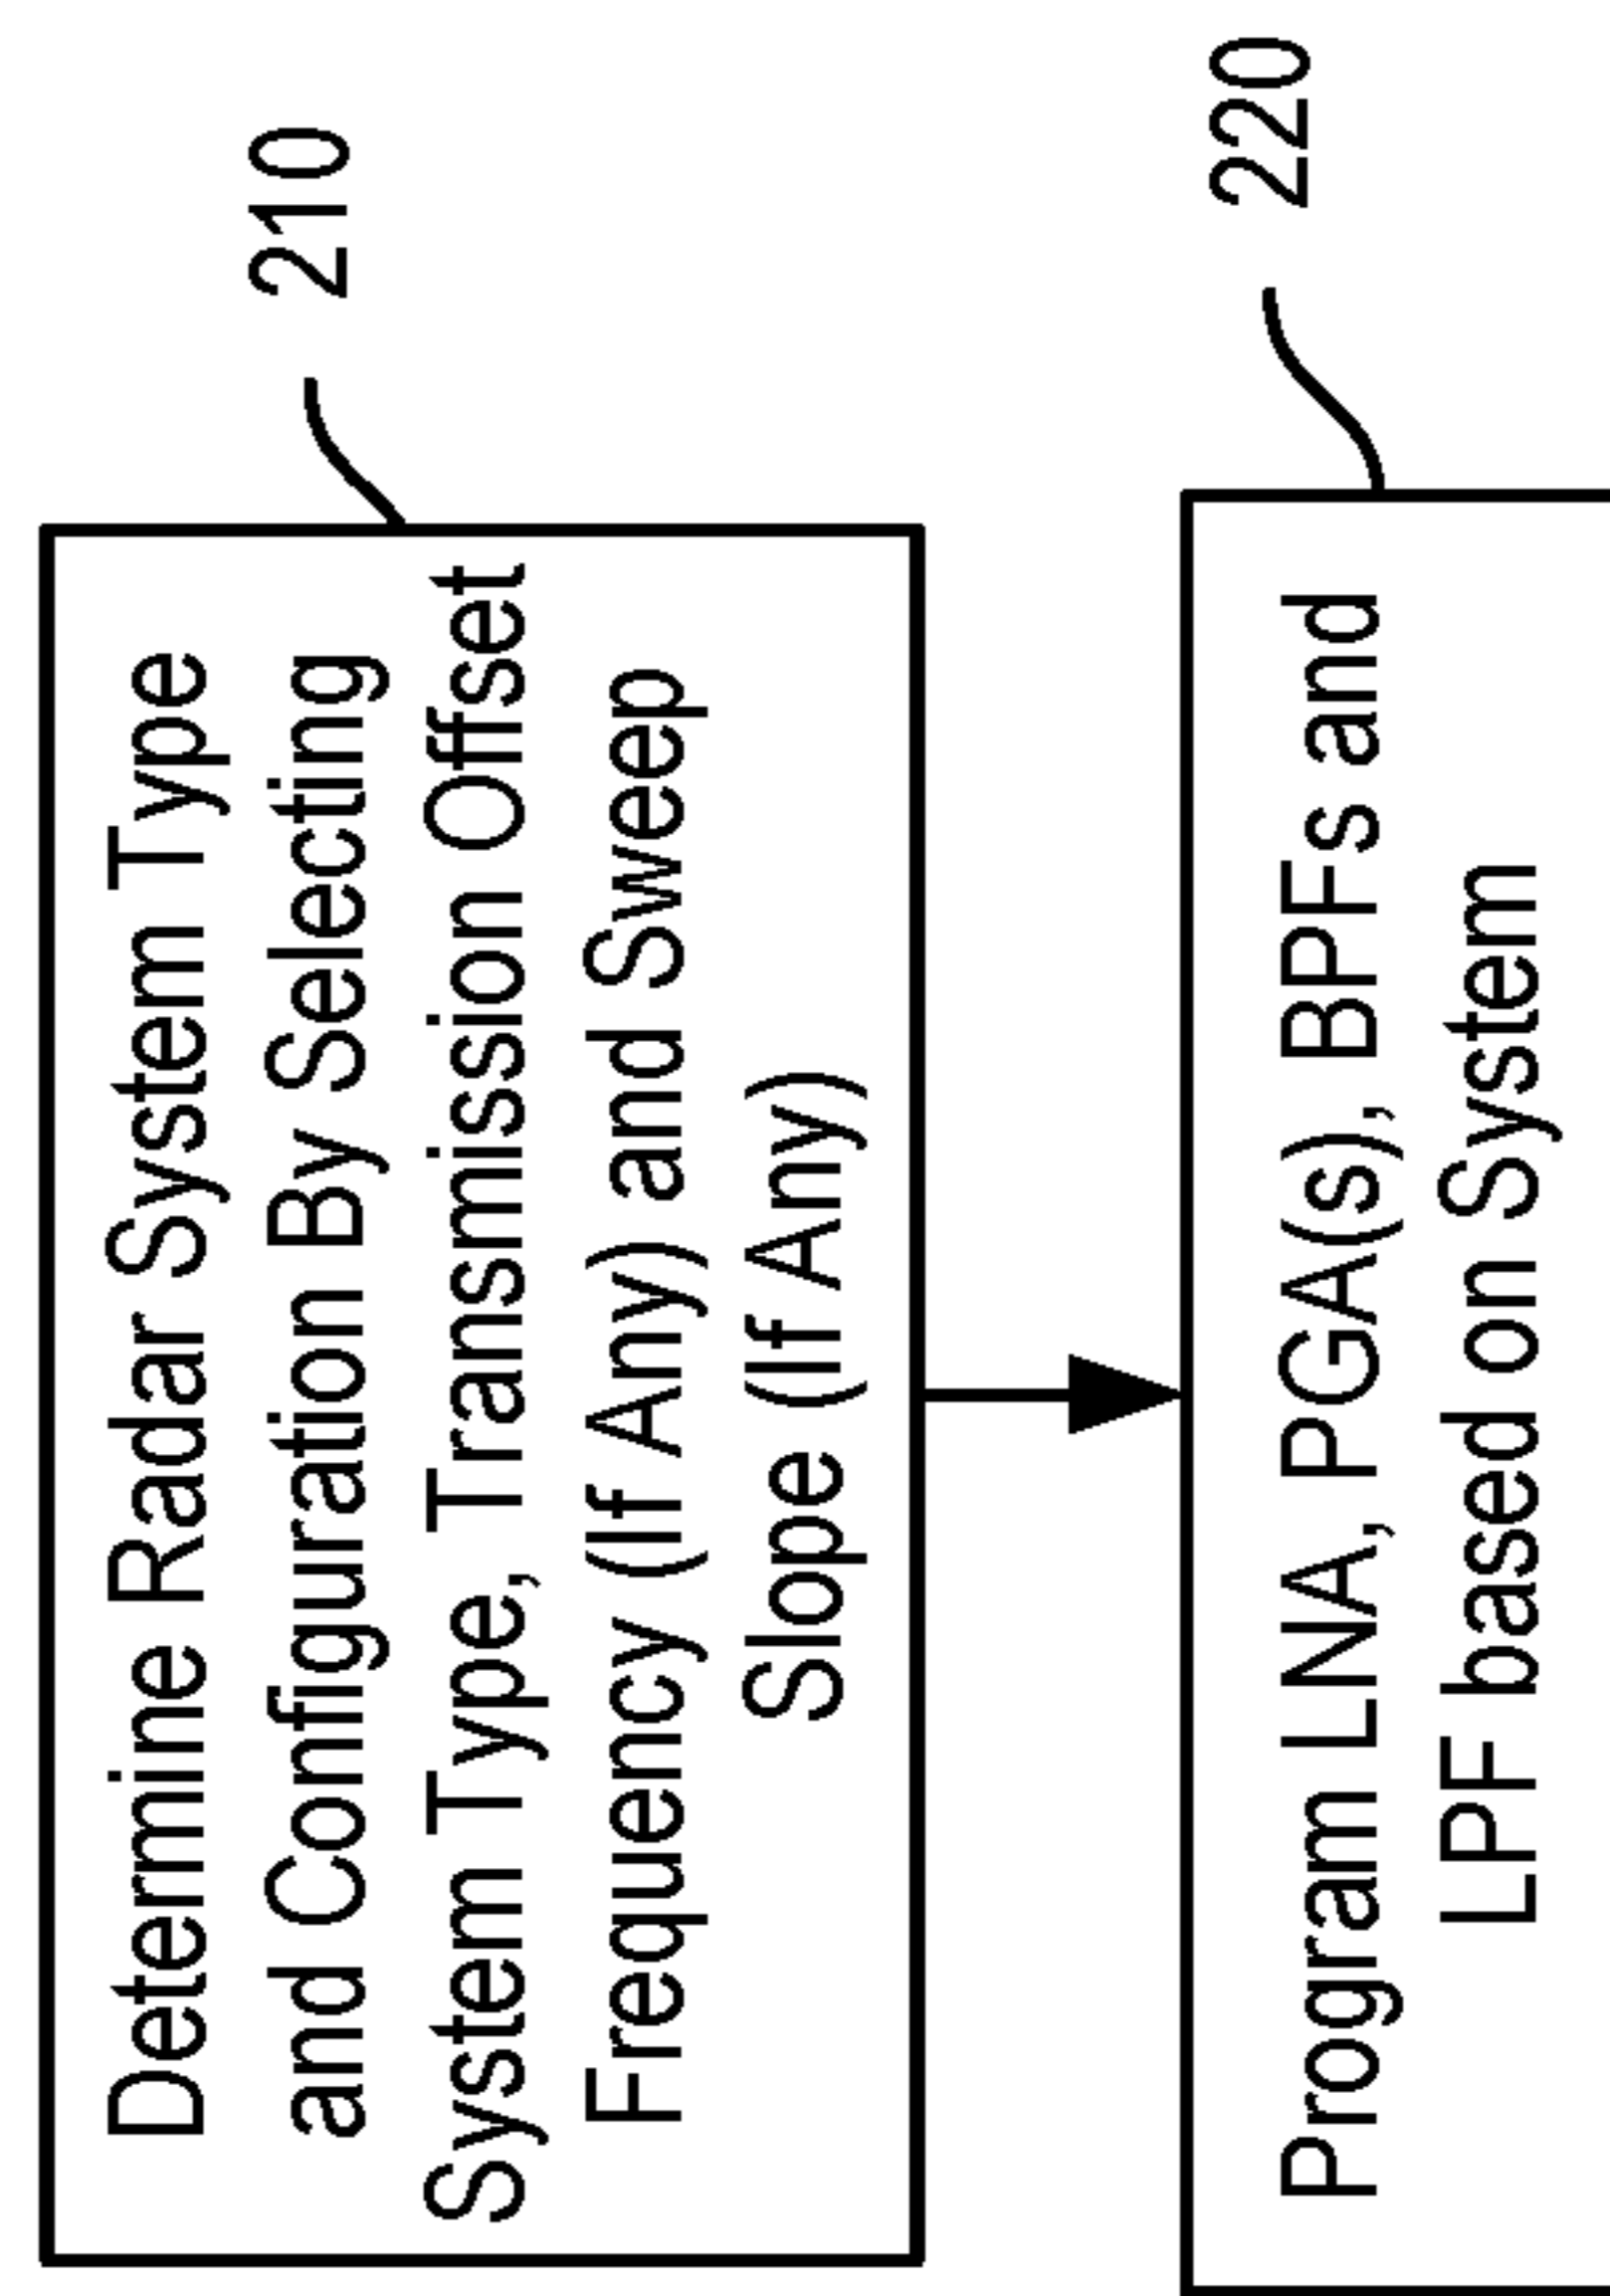 Determine Radar System Type
and Configuration By Selecting
System Type, Transmission Offset
Frequency (If Any) and Sweep
Slope (If Any)
210
Program LNA, PGA(s), BPFs and
LPF based on System
220